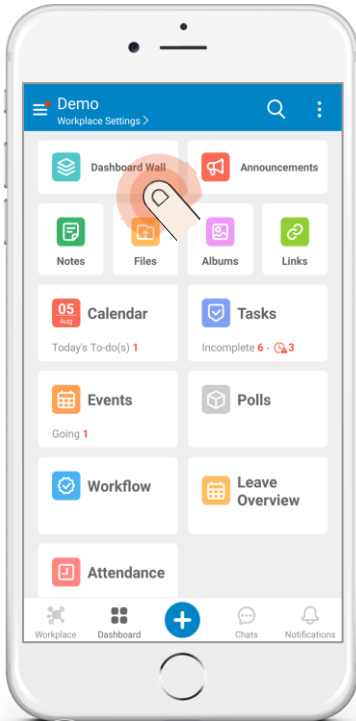 Demo
Workplace Settings >
Dashboard Wall
Announcements
Notes
Files
Albums
Links
05
Aug
Calendar
Today's To-do(s) 1
Tasks
Incomplete 6 - 3
Events
Going 1
Polls
Workflow
Leave
Overview
Attendance
Workplace
Dashboard
Chats
Notifications